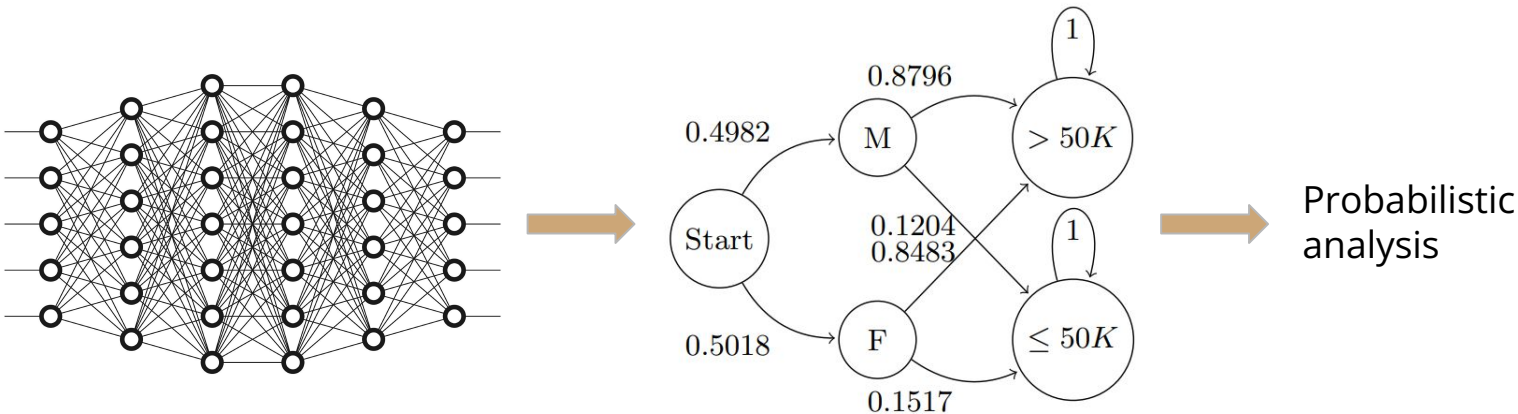 1
0.8796
0.4982
M
> 50K
0.1204
0.8483
Start
1
0.5018
F
≤ 50K
0.1517
Probabilistic
analysis